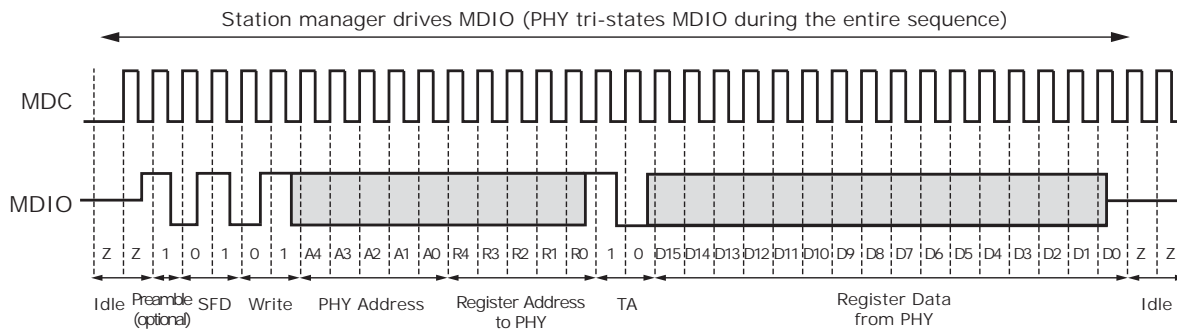 Station manager drives MDIO (PHY tri-states MDIO during the entire sequence)
MDC
MDIO
Z Z 1 0 1 0 1 A4 A3 A2 A1 A0 R4 R3 R2 R1 R0 1 0 D15 D14 D13 D12 D11 D10 D9 D8 D7 D6 D5 D4 D3 D2 D1 D0 Z Z
Idle Preamble SFD Write PHY Address Register Address TA Register Data Idle
(optional) to PHY from PHY